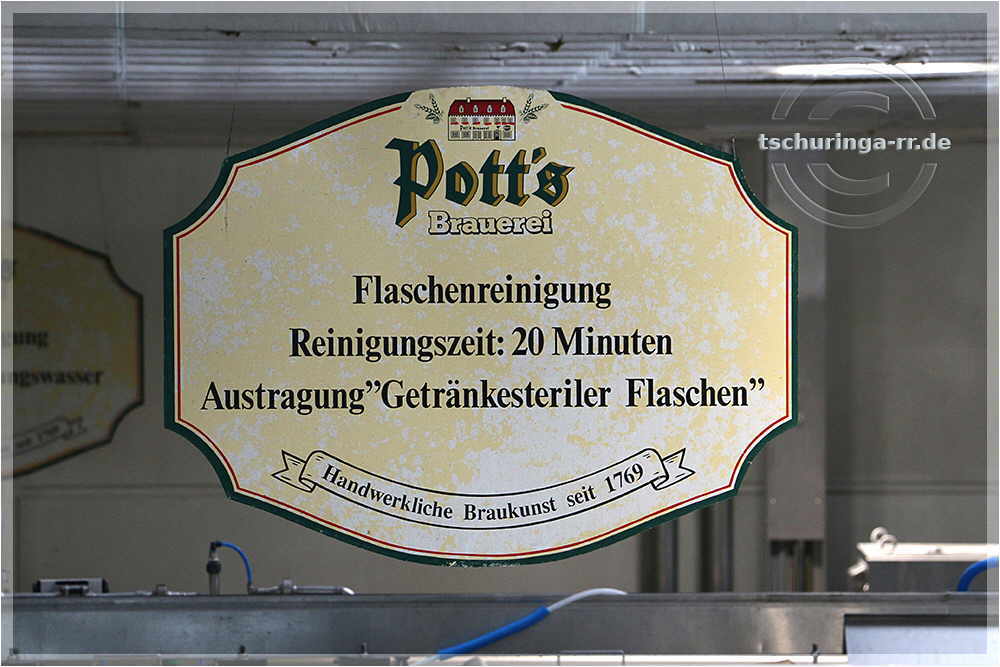 Pott's
Brauerei
Flaschenreinigung
Reinigungszeit: 20 Minuten
Austragung”Getränkesteriler Flaschen”
Handwerkliche Braukunst seit 1769
tschuringa-rr.de
©